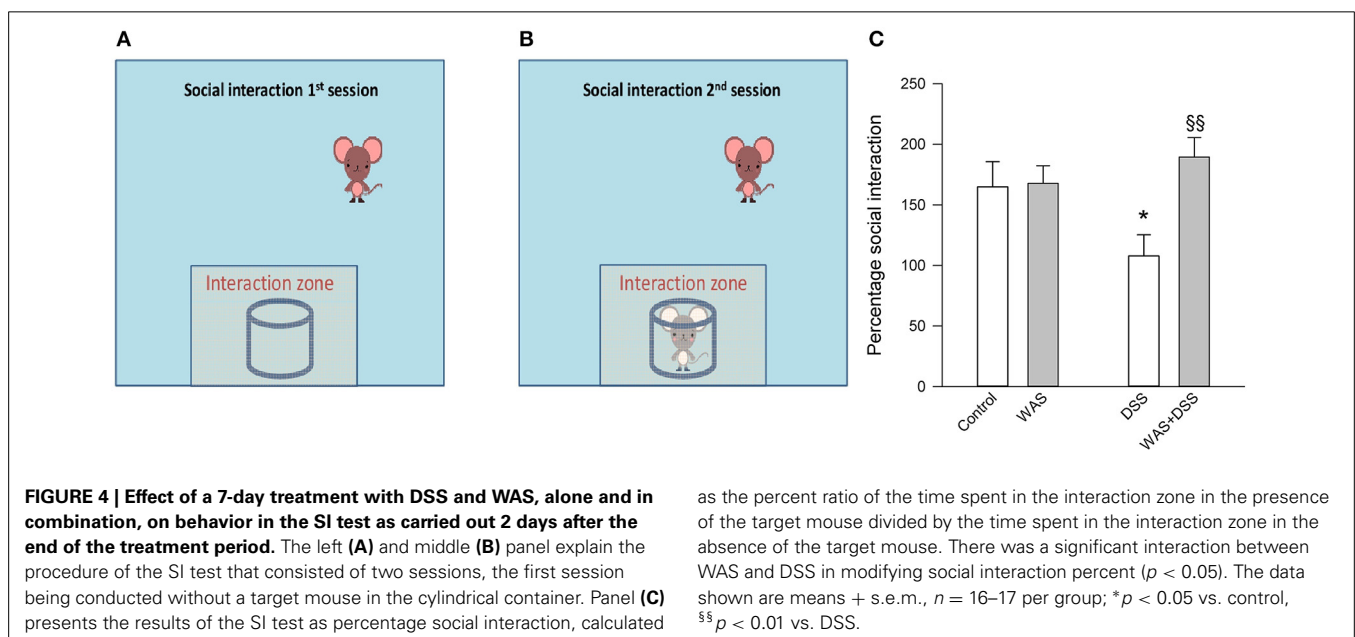 A
B
C
Social interaction 1st session
Interaction zone
Social interaction 2nd session
Interaction zone
Percentage social interaction
250
200
150
100
50
0
*
§§
Control
WAS
DSS
WAS+DSS
FIGURE 4 | Effect of a 7-day treatment with DSS and WAS, alone and in
combination, on behavior in the SI test as carried out 2 days after the
end of the treatment period. The left (A) and middle (B) panel explain the
procedure of the SI test that consisted of two sessions, the first session
being conducted without a target mouse in the cylindrical container. Panel (C)
presents the results of the SI test as percentage social interaction, calculated
as the percent ratio of the time spent in the interaction zone in the presence
of the target mouse divided by the time spent in the interaction zone in the
absence of the target mouse. There was a significant interaction between
WAS and DSS in modifying social interaction percent (p < 0.05). The data
shown are means + s.e.m., n = 16–17 per group; *p < 0.05 vs. control,
§§p < 0.01 vs. DSS.